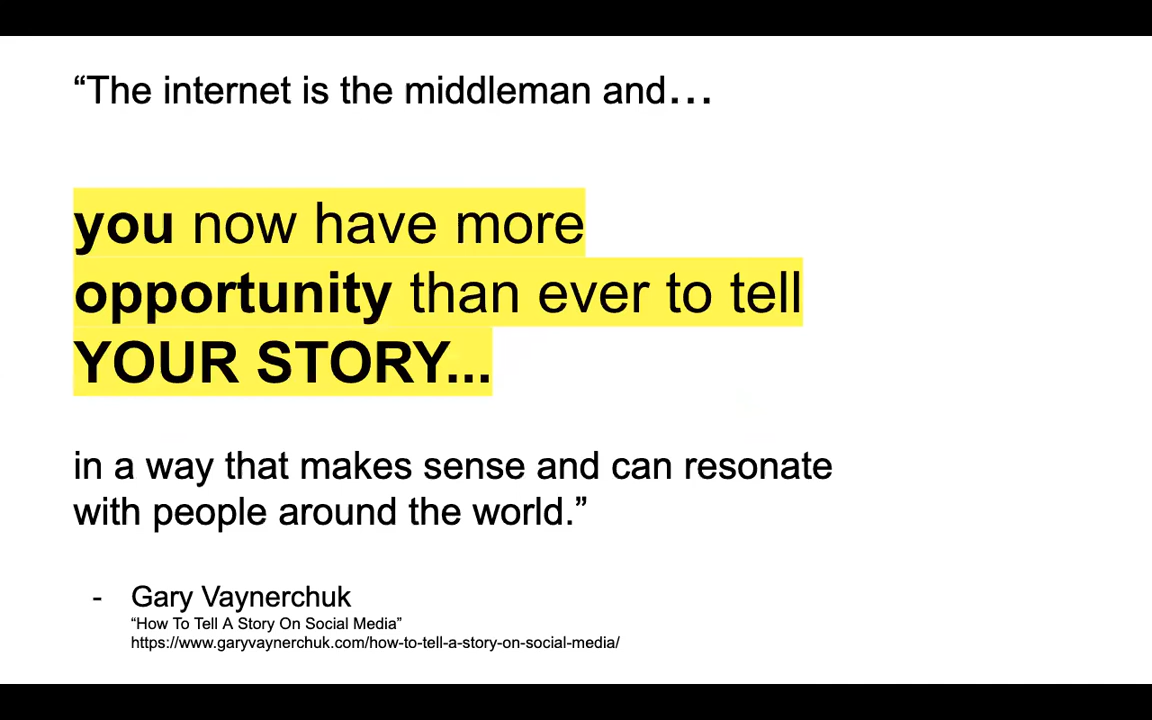 “The internet is the middleman and...
you now have more
opportunity than ever to tell
YOUR STORY...
in a way that makes sense and can resonate
with people around the world.”
- Gary Vaynerchuk
“How To Tell A Story On Social Media”
https://www.garyvaynerchuk.com/how-to-tell-a-story-on-social-media/